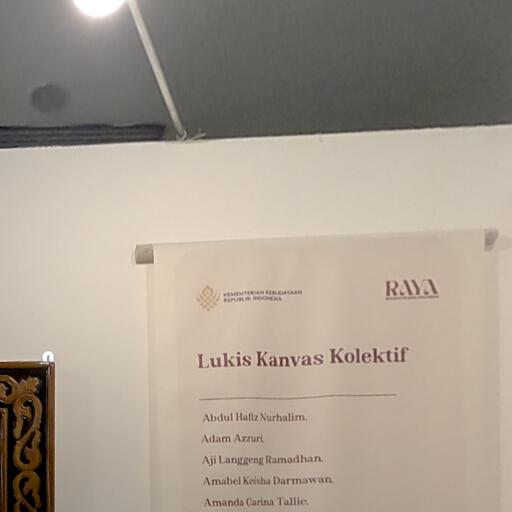 KEMENTERIAN KEBUDAYAAN
REPUBLIK INDONESIA
RAYA
Lukis Kanvas Kolektif
Abdul Hafiz Nurhalim.
Adam Azzuri.
Aji Langgeng Ramadhan.
Amabel Keisha Darmawan.
Amanda Carina Tallie.